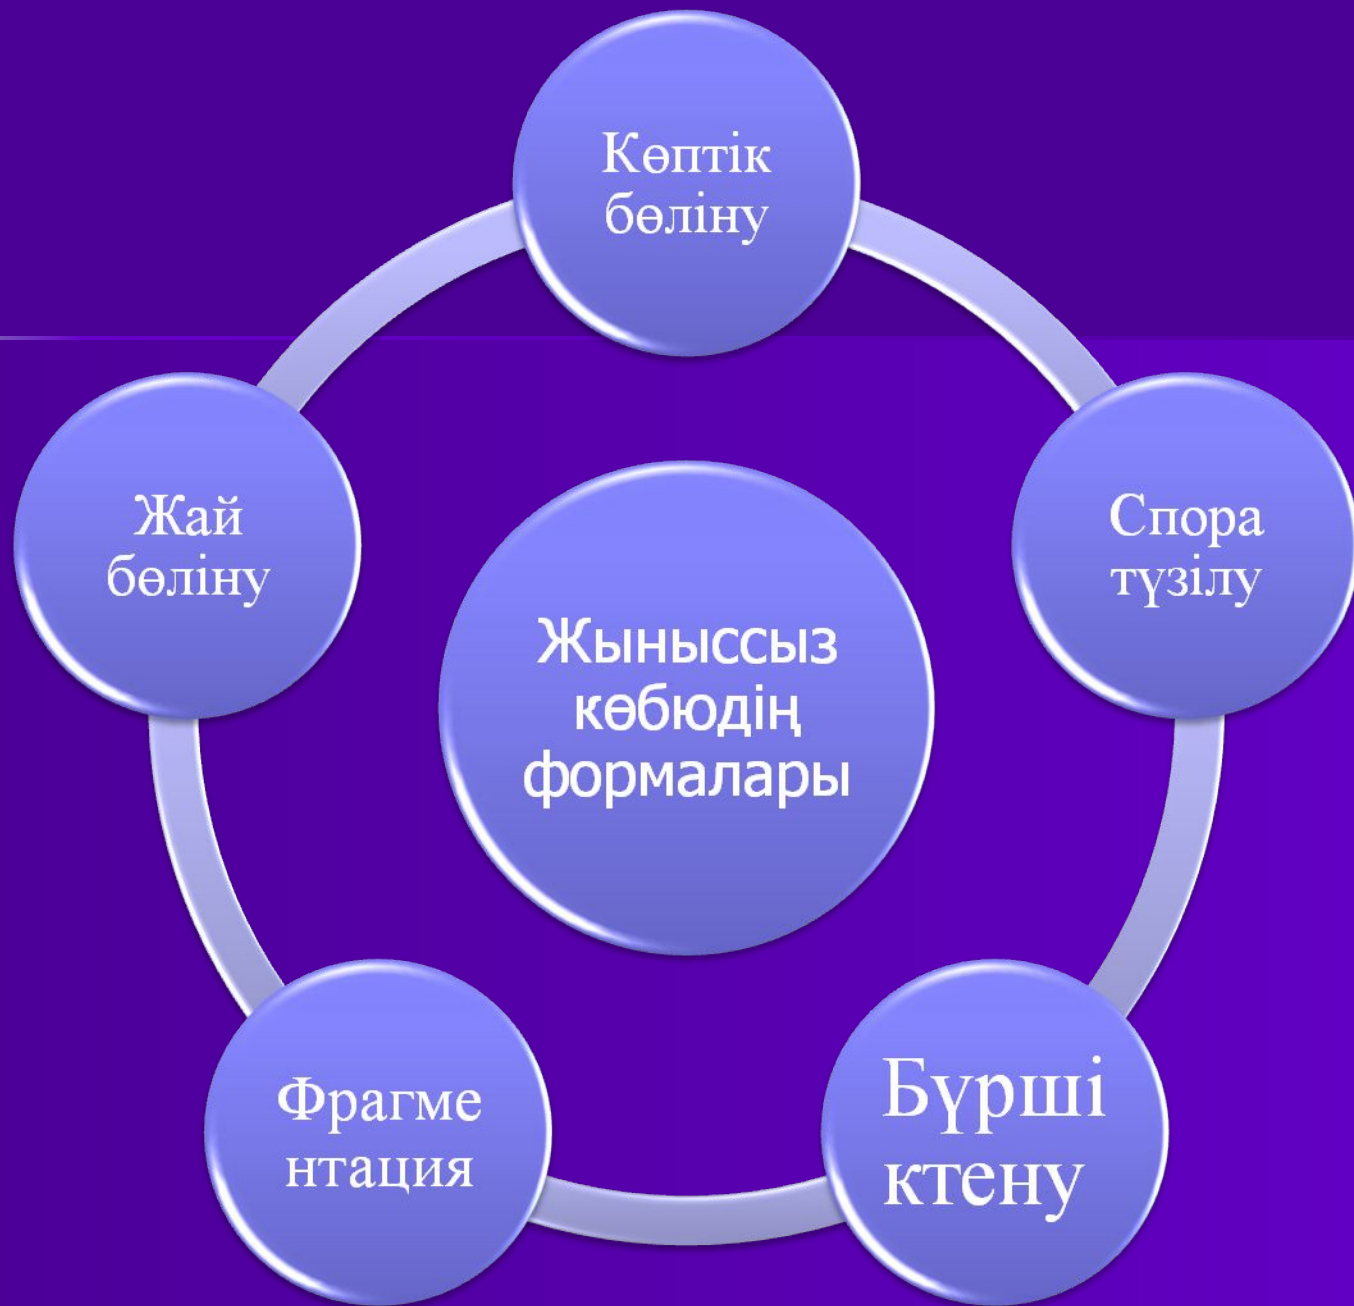 Көптік
бөліну
Жай
бөліну
Спора
түзілу
Жыныссыз
көбюдің
формалары
Фрагме
нтация
Бүрші
ктену